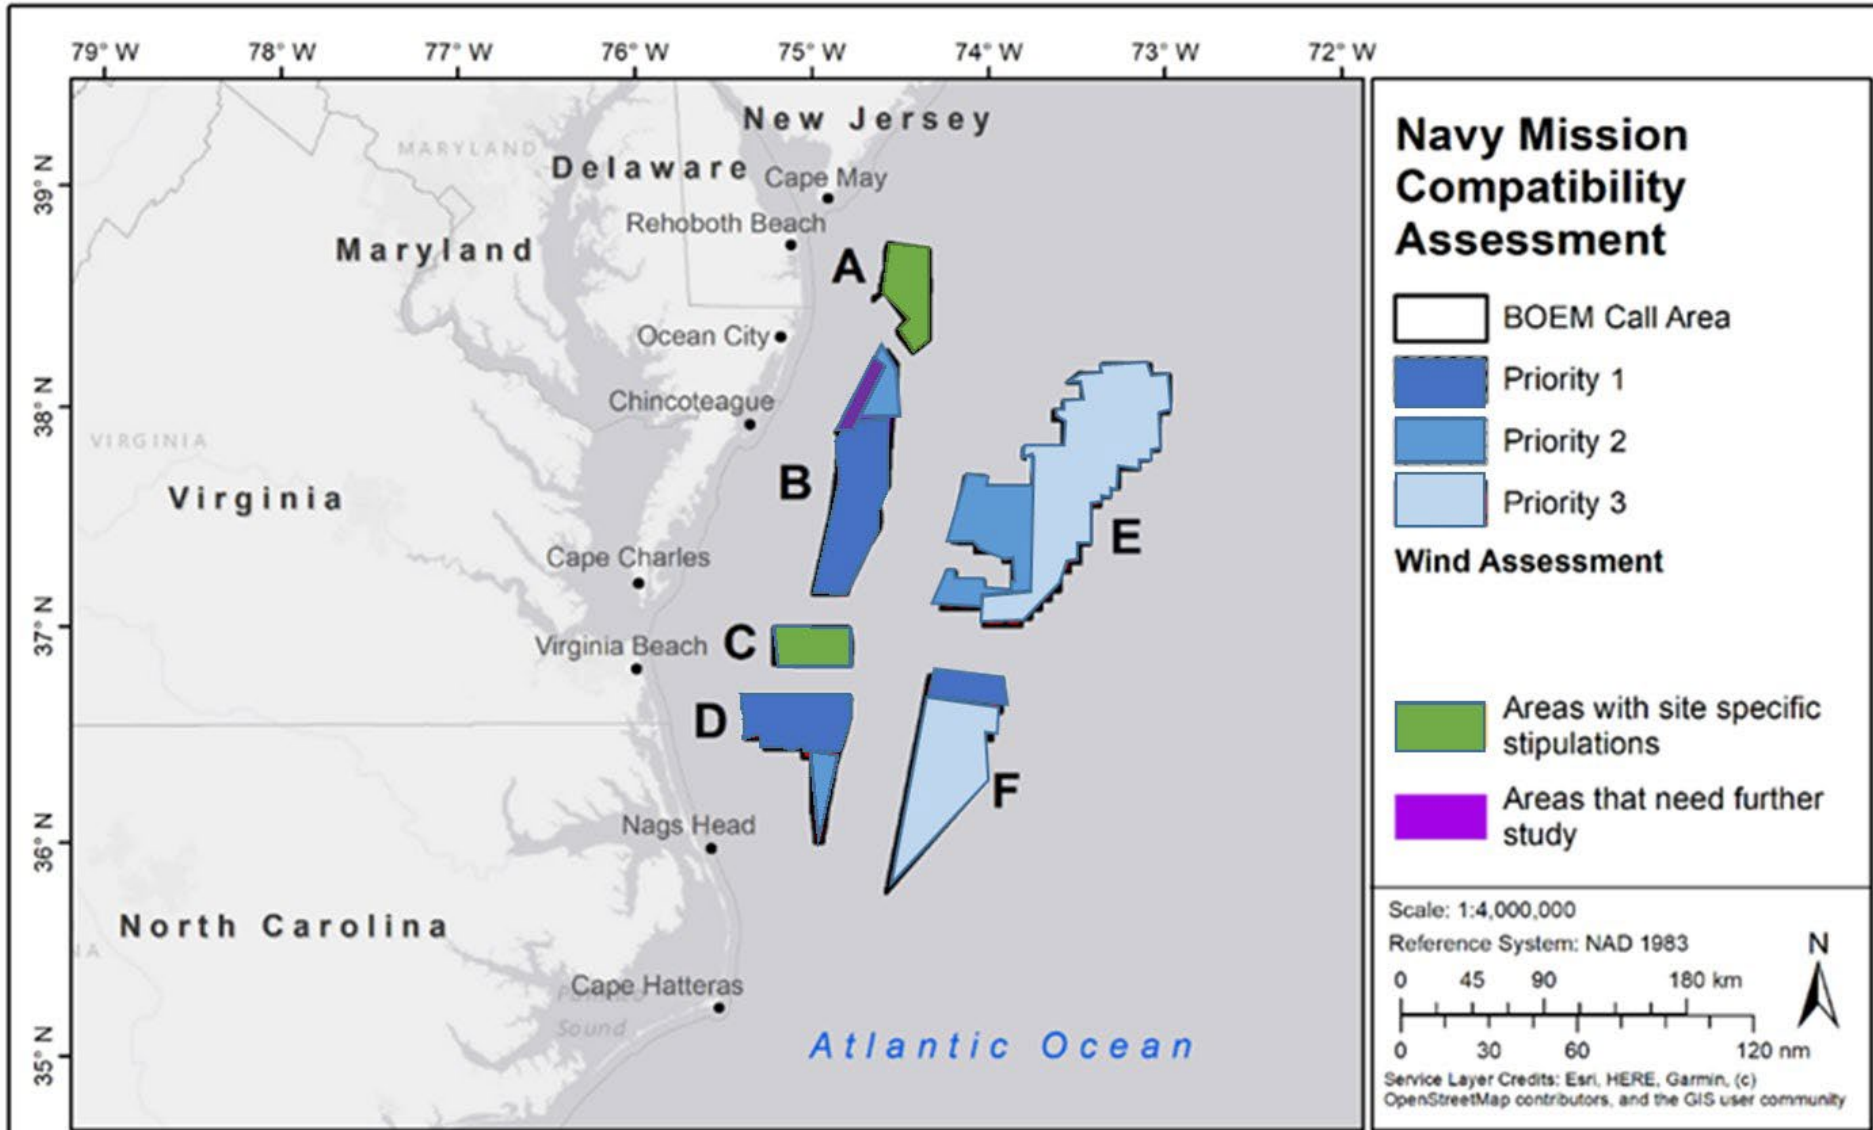 79° W 78° W 77° W 76° W 75° W 74° W 73° W 72° W
39° N
38° N
37° N
36° N
35° N
New Jersey
MARYLAND
Delaware
Cape May
Rehoboth Beach
Maryland
A
Ocean City
Chincoteague
VIRGINIA
B
Virginia
E
Cape Charles
Virginia Beach
C
D
F
Nags Head
North Carolina
Cape Hatteras
Sound
Atlantic Ocean
Navy Mission
Compatibility
Assessment
BOEM Call Area
Priority 1
Priority 2
Priority 3
Wind Assessment
Areas with site specific
stipulations
Areas that need further
study
Scale: 1:4,000,000
Reference System: NAD 1983
N
0 45 90 180 km
0 30 60 120 nm
Service Layer Credits: Esri, HERE, Garmin, (c)
OpenStreetMap contributors, and the GIS user community